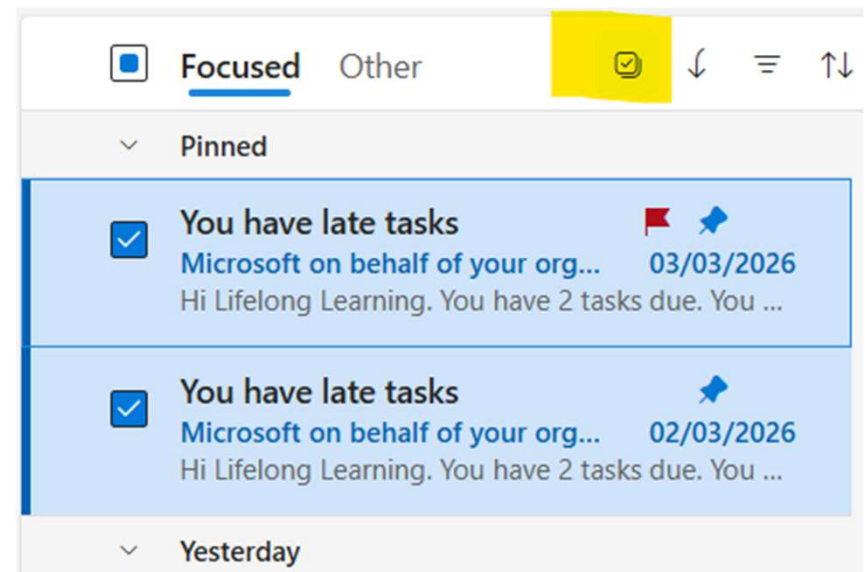 Focused Other
Pinned
You have late tasks
Microsoft on behalf of your org... 03/03/2026
Hi Lifelong Learning. You have 2 tasks due. You ...
You have late tasks
Microsoft on behalf of your org... 02/03/2026
Hi Lifelong Learning. You have 2 tasks due. You ...
Yesterday